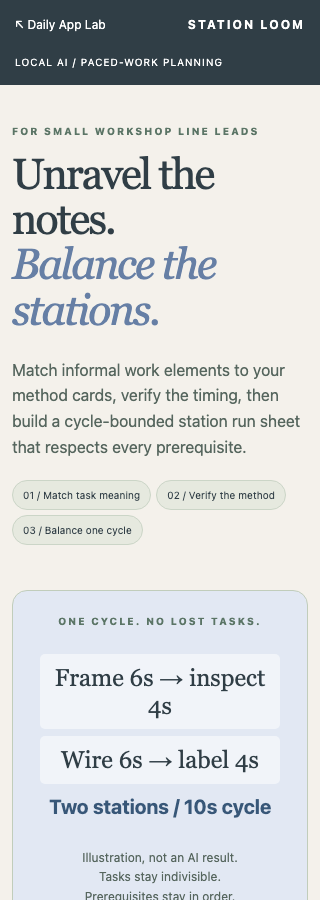 ↖ Daily App Lab
STATION LOOM
LOCAL AI / PACED-WORK PLANNING
FOR SMALL WORKSHOP LINE LEADS
Unravel the
notes.
Balance the
stations.
Match informal work elements to your
method cards, verify the timing, then
build a cycle-bounded station run sheet
that respects every prerequisite.
01 / Match task meaning
02 / Verify the method
03 / Balance one cycle
ONE CYCLE. NO LOST TASKS.
Frame 6s → inspect
4s
Wire 6s → label 4s
Two stations / 10s cycle
Illustration, not an AI result.
Tasks stay indivisible.
Prerequisites stay in order.